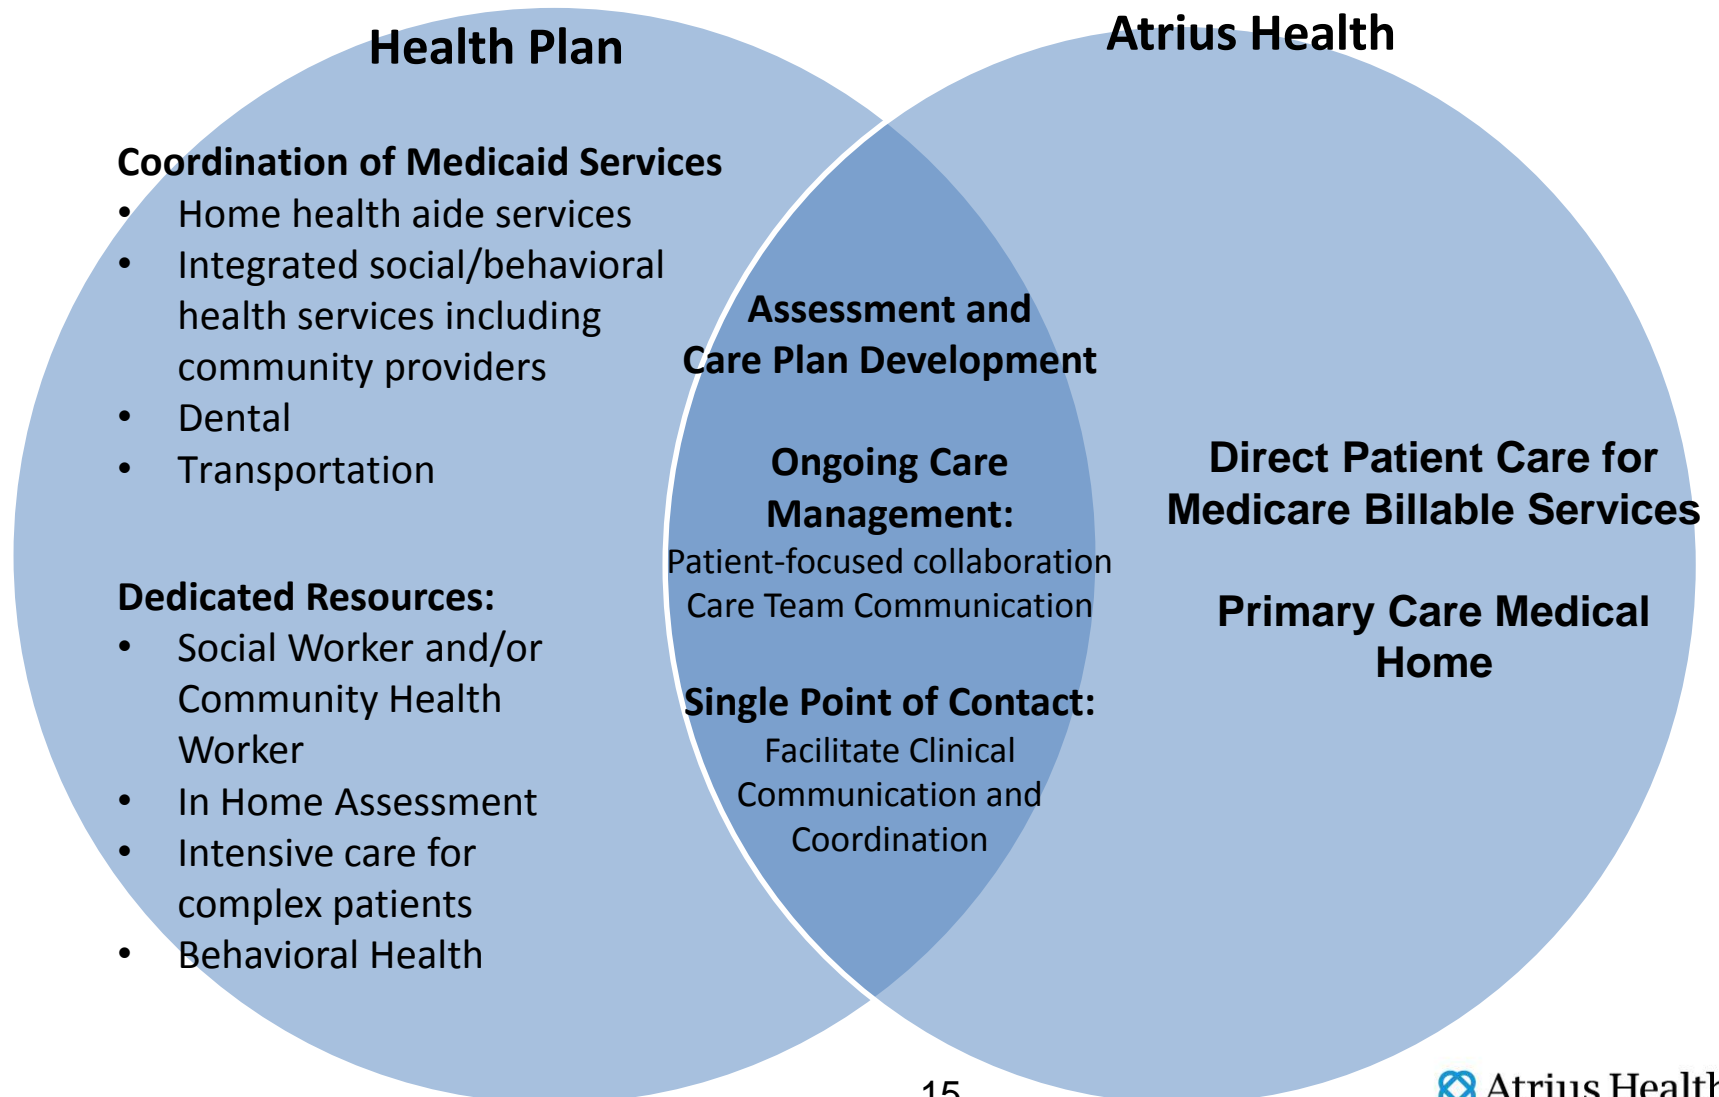 Health Plan
Atrius Health
Coordination of Medicaid Services
• Home health aide services
• Integrated social/behavioral
health services including
community providers
• Dental
• Transportation
Dedicated Resources:
• Social Worker and/or
Community Health
Worker
• In Home Assessment
• Intensive care for
complex patients
• Behavioral Health
Assessment and
Care Plan Development
Ongoing Care
Management:
Patient-focused collaboration
Care Team Communication
Single Point of Contact:
Facilitate Clinical
Communication and
Coordination
Direct Patient Care for
Medicare Billable Services
Primary Care Medical
Home
15
Atrius Health